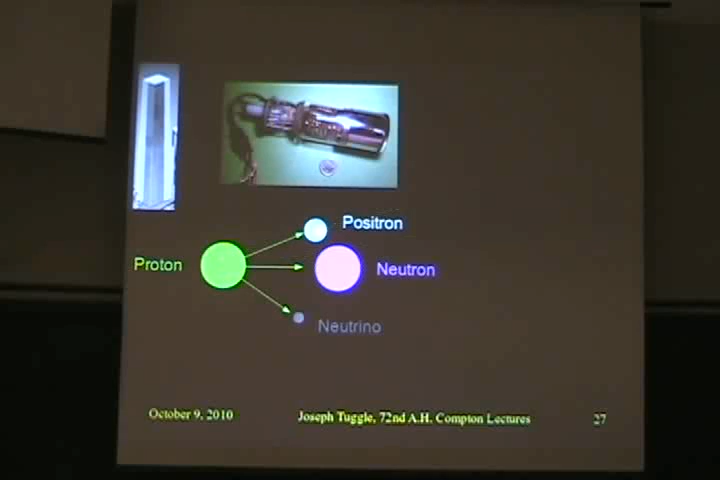 Positron
Proton
Neutron
Neutrino
October 9, 2010
Joseph Tuggle, 72nd A.H. Compton Lectures
27